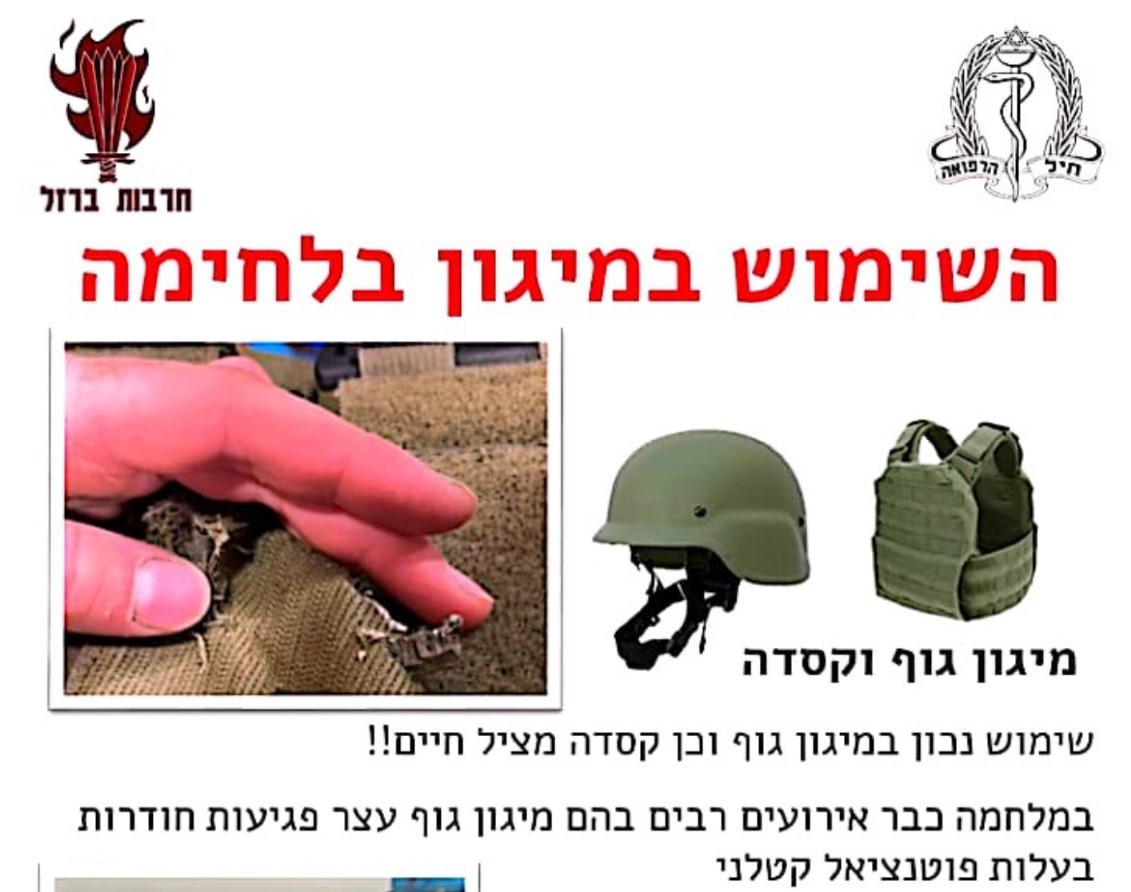 חרבות ברזל
חיל הרפואה
השימוש במיגון בלחימה
מיגון גוף וקסדה
שימוש נכון במיגון גוף וכן קסדה מציל חיים!!
במלחמה כבר אירועים רבים בהם מיגון גוף עצר פגיעות חודרות
בעלות פוטנציאל קטלני